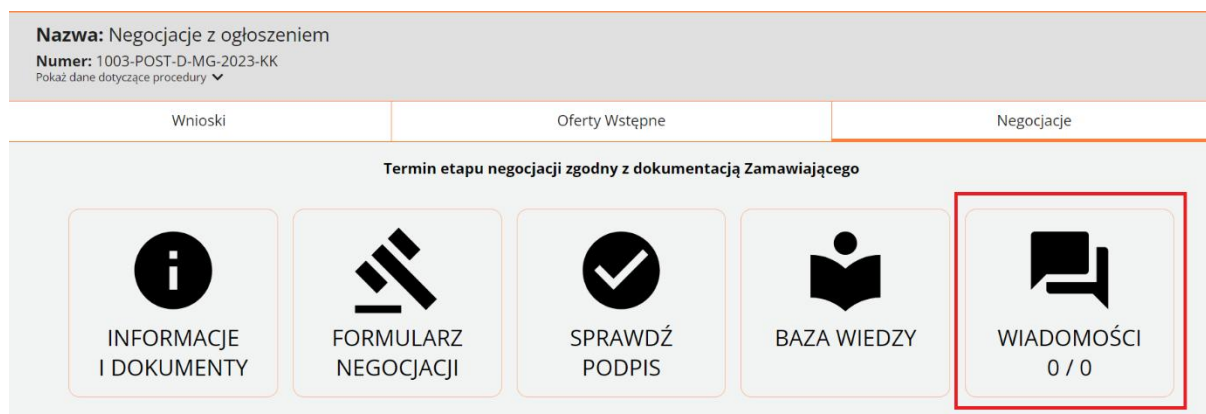 Nazwa: Negocjacje z ogłoszeniem
Numer: 1003-POST-D-MG-2023-KK
Pokaż dane dotyczące procedury
Wnioski
Oferty Wstępne
Negocjacje
Termin etapu negocjacji zgodny z dokumentacją Zamawiającego
INFORMACJE
I DOKUMENTY
FORMULARZ
NEGOCJACJI
SPRAWDŹ
PODPIS
BAZA WIEDZY
WIADOMOŚCI
0 / 0